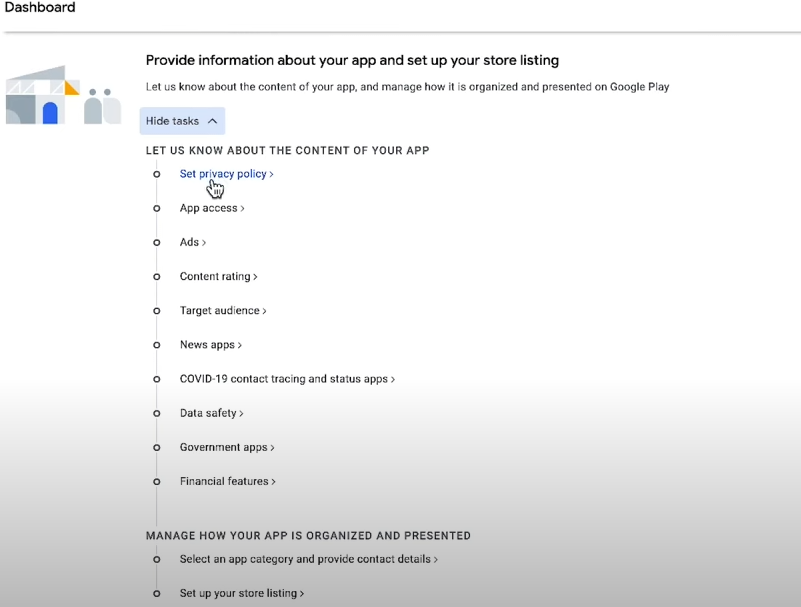 Dashboard
Provide information about your app and set up your store listing
Let us know about the content of your app, and manage how it is organized and presented on Google Play
Hide tasks
LET US KNOW ABOUT THE CONTENT OF YOUR APP
Set privacy policy >
App access >
Ads >
Content rating >
Target audience >
News apps >
COVID-19 contact tracing and status apps >
Data safety >
Government apps >
Financial features >
MANAGE HOW YOUR APP IS ORGANIZED AND PRESENTED
Select an app category and provide contact details >
Set up your store listing >